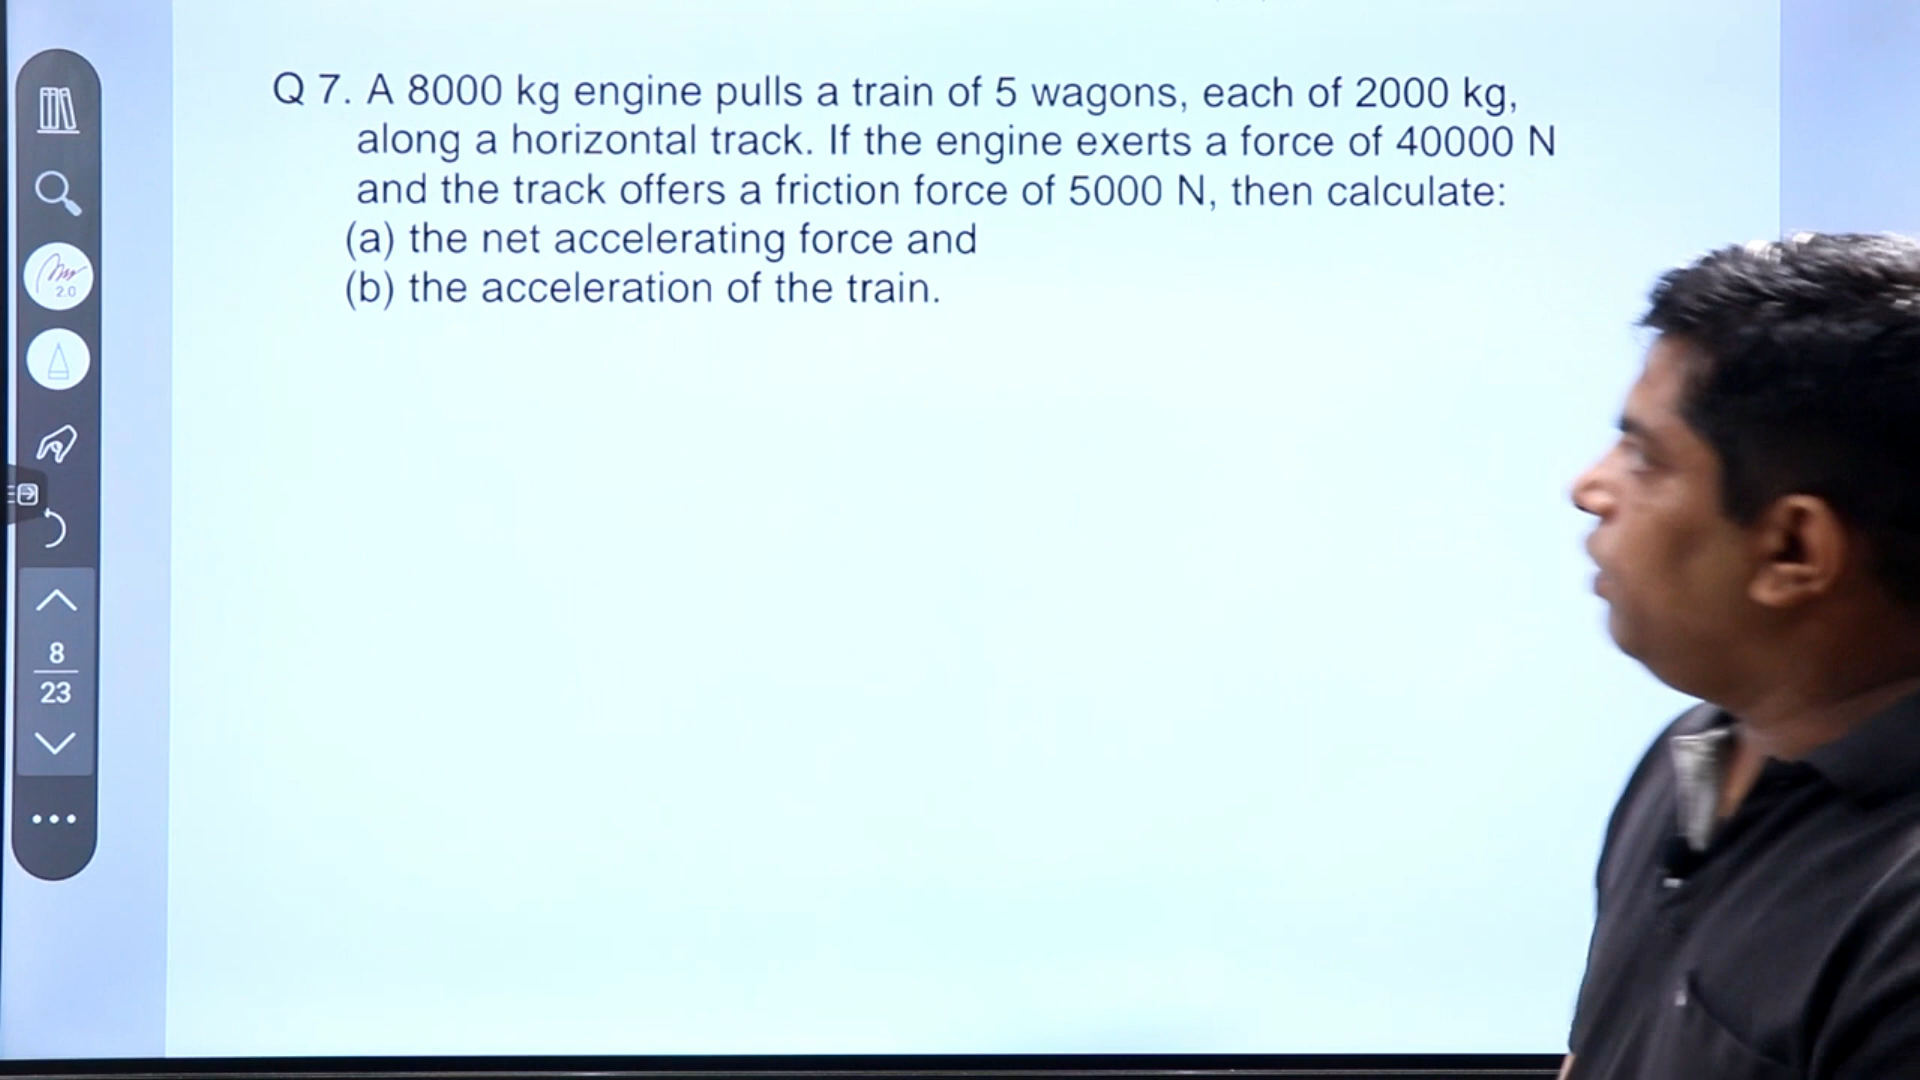 Q 7. A 8000 kg engine pulls a train of 5 wagons, each of 2000 kg,
along a horizontal track. If the engine exerts a force of 40000 N
and the track offers a friction force of 5000 N, then calculate:
(a) the net accelerating force and
(b) the acceleration of the train.
2.0
8
23